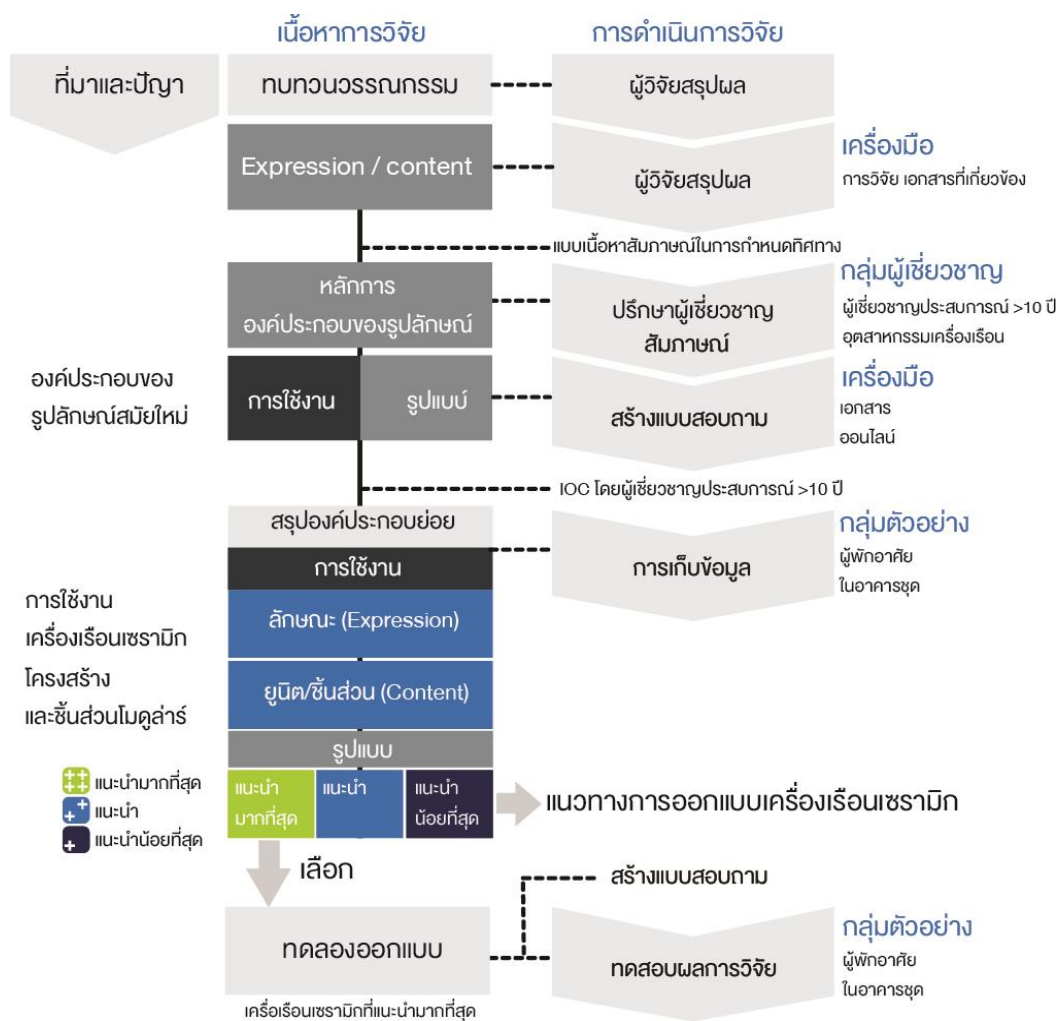 เนื้อหาการวิจัย
การดำเนินการวิจัย
ที่มาและปัญา
ทบทวนวรรณกรรม
ผู้วิจัยสรุปผล
Expression / content
ผู้วิจัยสรุปผล
เครื่องมือ
การวิจัย เอกสารที่เกี่ยวข้อง
แบบเนื้อหาสัมภาษณ์ในการกำหนดทิศทาง
หลักการ
องค์ประกอบของรูปลักษณ์
ปรึกษาผู้เชี่ยวชาญ
สัมภาษณ์
กลุ่มผู้เชี่ยวชาญ
ผู้เชี่ยวชาญประสบการณ์ >10 ปี
อุตสาหกรรมเครื่องเรือน
องค์ประกอบของ
รูปลักษณ์สมัยใหม่
การใช้งาน
รูปแบบ์
สร้างแบบสอบถาม
เครื่องมือ
เอกสาร
ออนไลน์
IOC โดยผู้เชี่ยวชาญประสบการณ์ >10 ปี
สรุปองค์ประกอบย่อย
การใช้งาน
การเก็บข้อมูล
กลุ่มตัวอย่าง
ผู้พักอาศัย
ในอาคารชุด
การใช้งาน
เครื่องเรือนเซรามิก
ลักษณะ (Expression)
โครงสร้าง
และชิ้นส่วนโมดูล่าร์
ยูนิต/ชิ้นส่วน (Content)
รูปแบบ
แนะนำมากที่สุด
แนะนำ
แนะนำน้อยที่สุด
แนะนำ
มากที่สุด
แนะนำ
แนะนำ
น้อยที่สุด
แนวทางการออกแบบเครื่องเรือนเซรามิก
เลือก
สร้างแบบสอบถาม
ทดลองออกแบบ
ทดสอบผลการวิจัย
กลุ่มตัวอย่าง
ผู้พักอาศัย
ในอาคารชุด
เครื่อเรือนเซรามิกที่แนะนำมากที่สุด